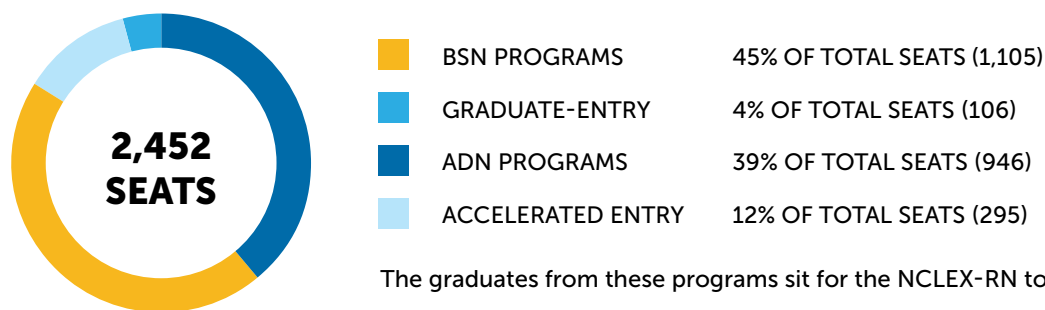 2,452
SEATS
BSN PROGRAMS 45% OF TOTAL SEATS (1,105)
GRADUATE-ENTRY 4% OF TOTAL SEATS (106)
ADN PROGRAMS 39% OF TOTAL SEATS (946)
ACCELERATED ENTRY 12% OF TOTAL SEATS (295)
The graduates from these programs sit for the NCLEX-RN to